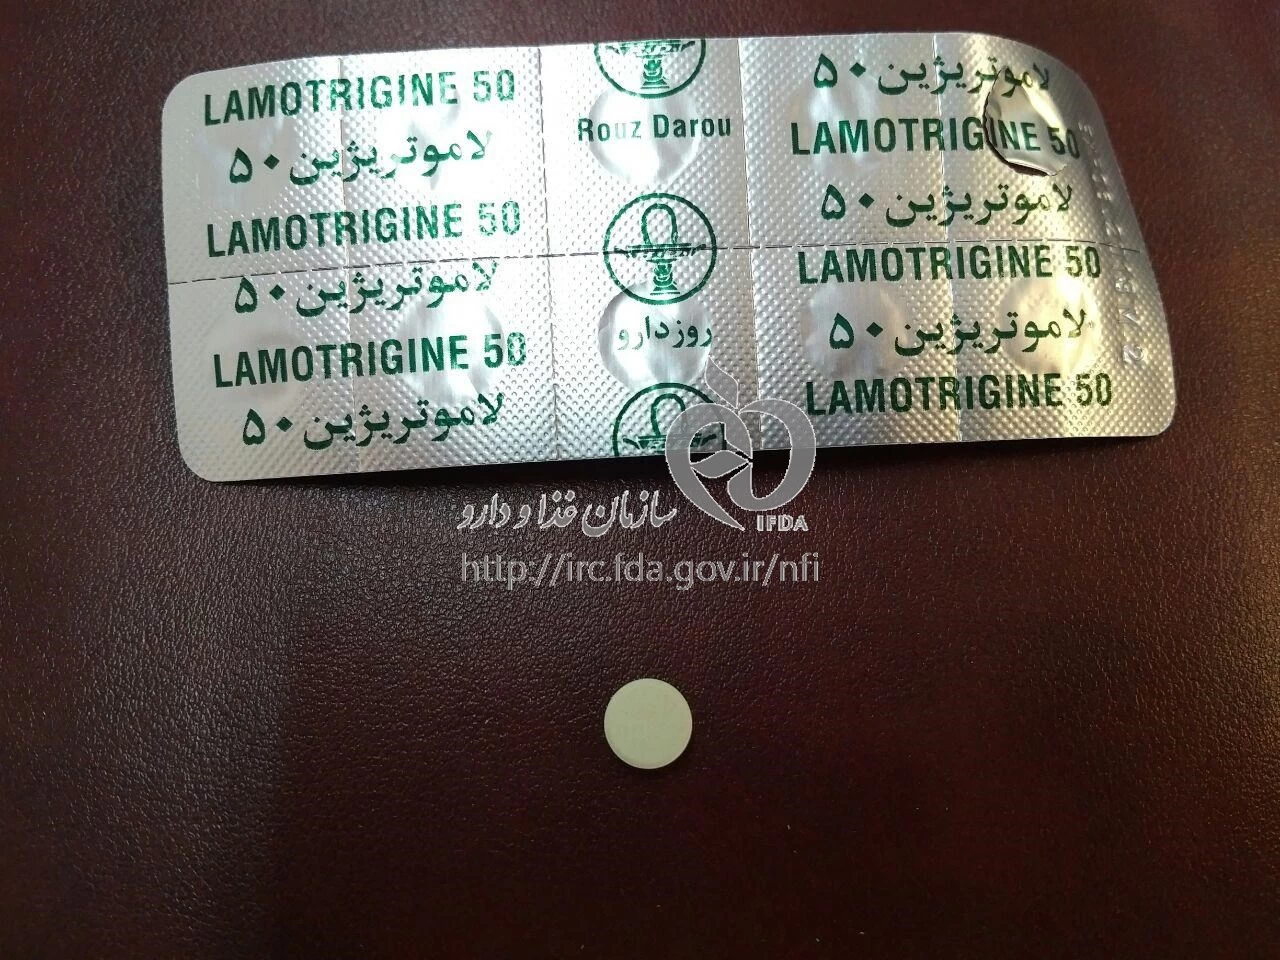 LAMOTRIGINE 50
لاموتریژین ۵۰
LAMOTRIGINE 50
لاموتریژین ۵۰
LAMOTRIGINE 50
لاموتریژین ۵۰
Rouz Darou
روزدارو
لاموتریژین ۵۰
LAMOTRIGINE 50
لاموتریژین ۵۰
LAMOTRIGINE 50
لاموتریژین ۵۰
LAMOTRIGINE 50
IFDA
سازمان غذا و دارو
http://irc.fda.gov.ir/nfi